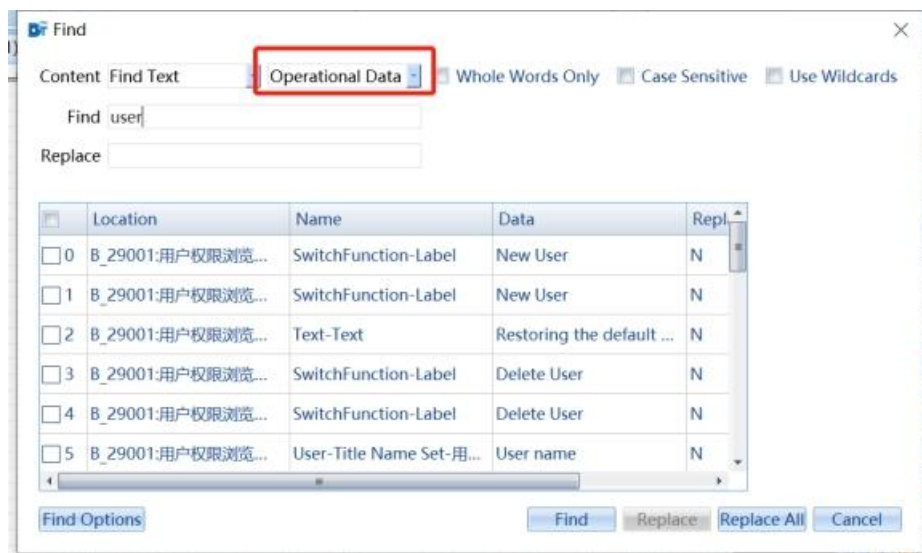 Find
Content Find Text Operational Data Whole Words Only Case Sensitive Use Wildcards
Find user
Replace
Location Name Data Repl
0 B_29001:用户权限浏览... SwitchFunction-Label New User N
1 B_29001:用户权限浏览... SwitchFunction-Label New User N
2 B_29001:用户权限浏览... Text-Text Restoring the default ... N
3 B_29001:用户权限浏览... SwitchFunction-Label Delete User N
4 B_29001:用户权限浏览... SwitchFunction-Label Delete User N
5 B_29001:用户权限浏览... User-Title Name Set-用... User name N
Find Options Find Replace Replace All Cancel